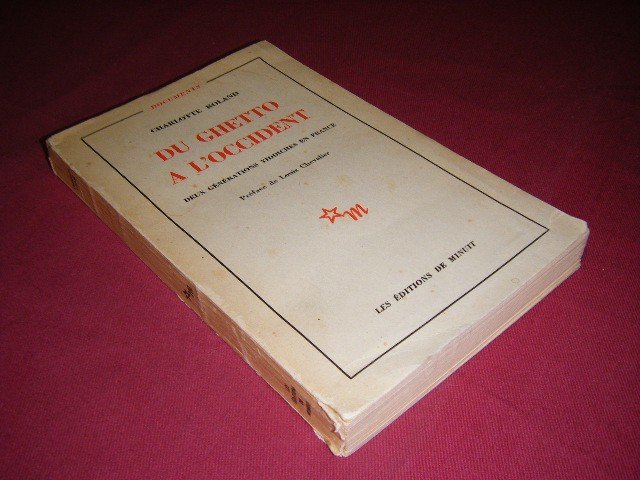 DOCUMENTS
CHARLOTTE ROLAND
DU GHETTO
A L'OCCIDENT
DEUX GÉNÉRATIONS YIDDICHES EN FRANCE
Préface de Louis Chevalier
m
LES ÉDITIONS DE MINUIT